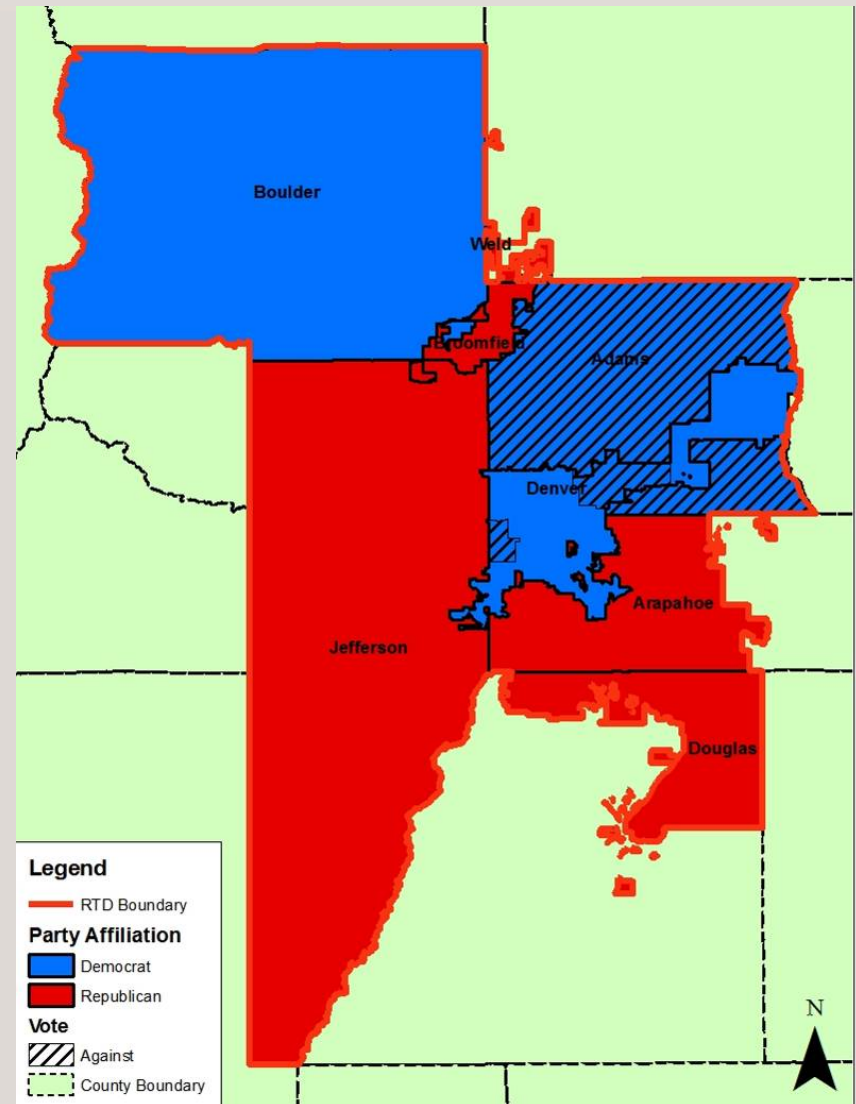 Boulder
Weld
Broomfield
Adams
Denver
Arapahoe
Jefferson
Douglas
Legend
RTD Boundary
Party Affiliation
Democrat
Republican
Vote
Against
County Boundary
N